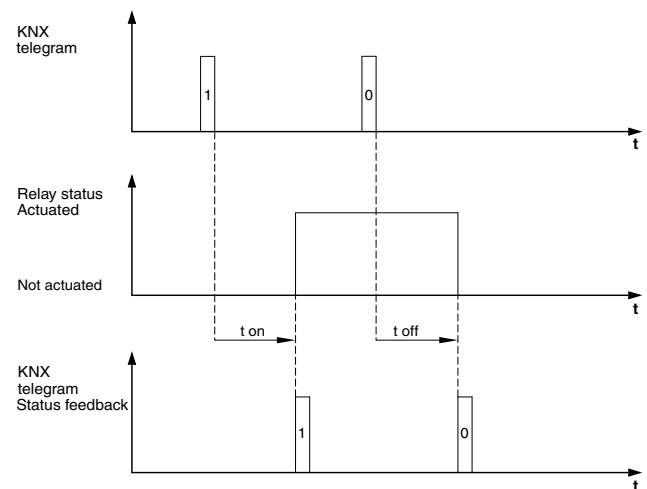 KNX
telegram
1
0
t
Relay status
Actuated
Not actuated
t
t on
t off
KNX
telegram
Status feedback
1
0
t